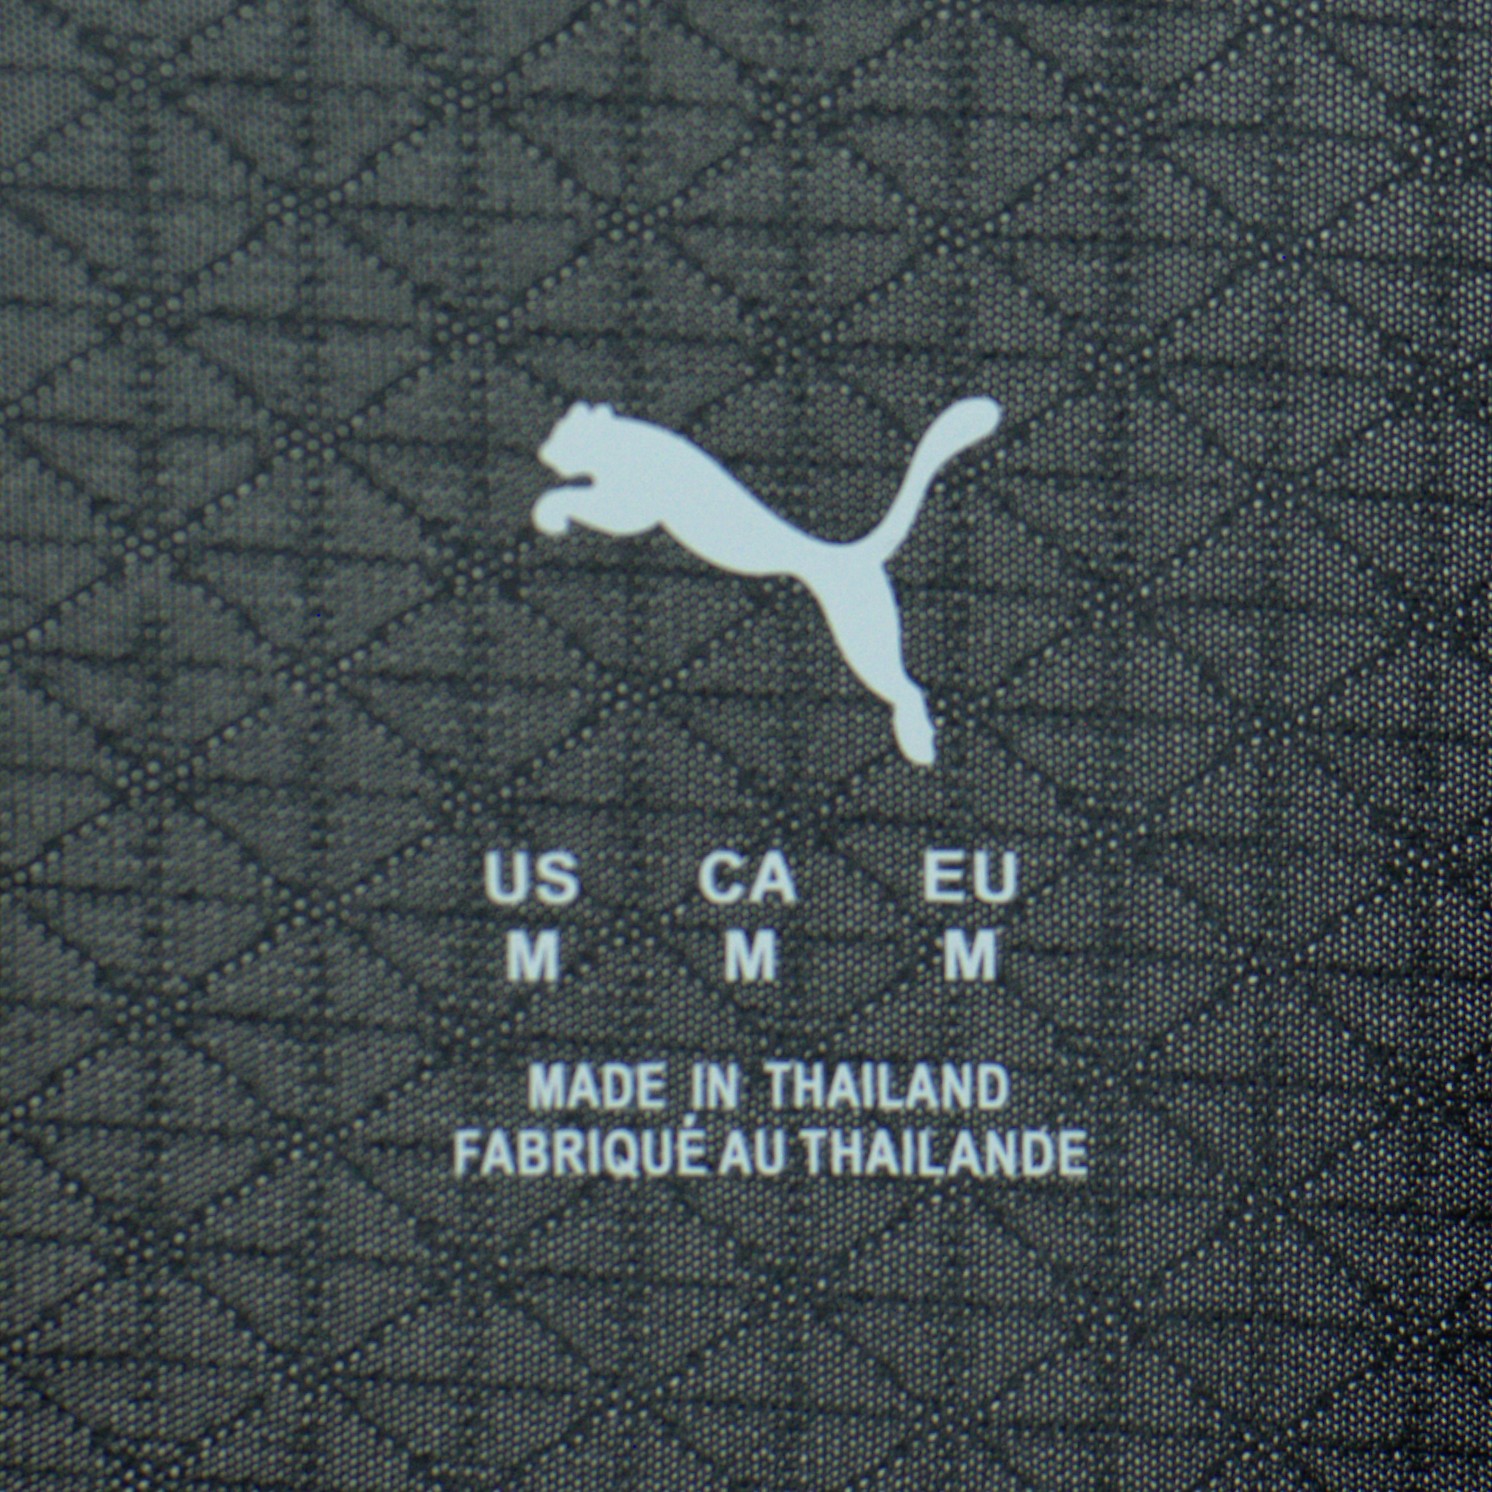 US CA EU
M M M
MADE IN THAILAND
FABRIQUÉ AU THAILANDE